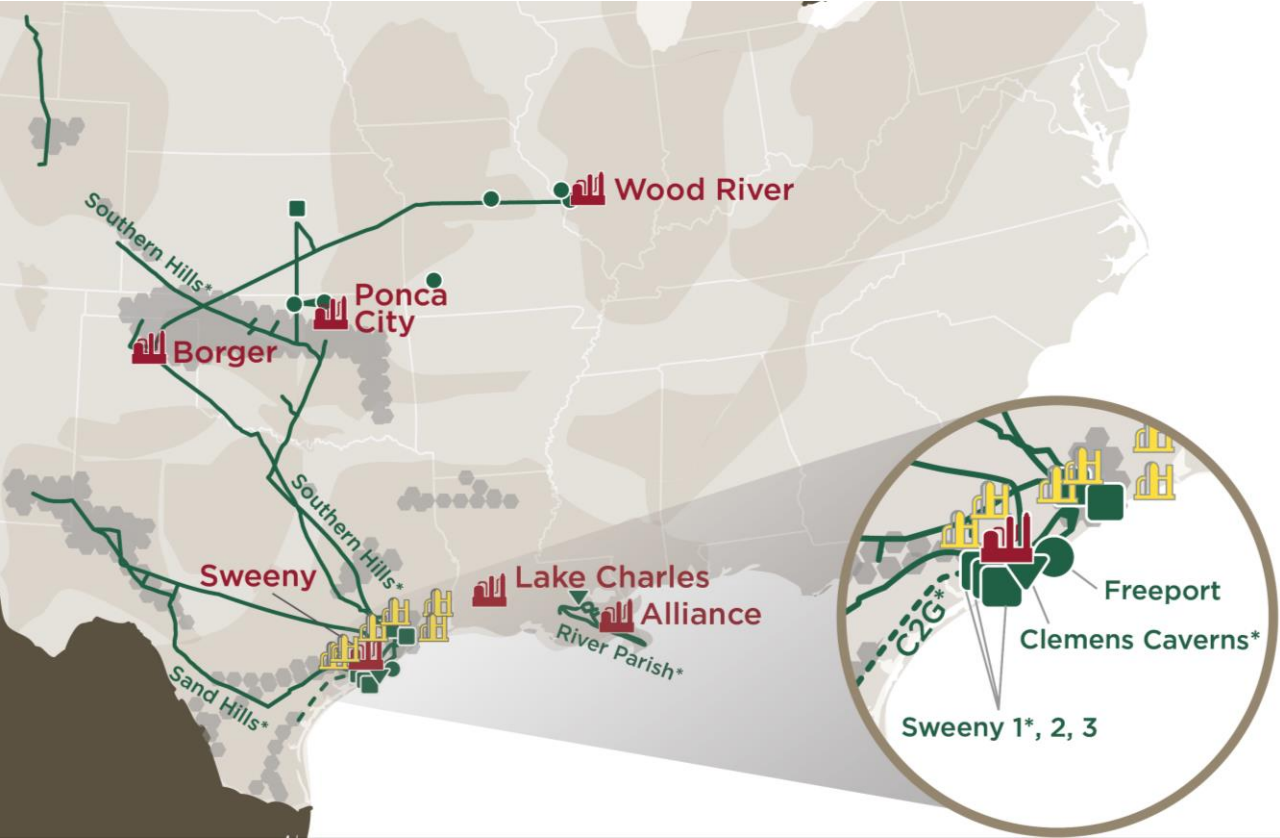 Wood River
Southern Hills*
Ponca
City
Borger
Southern Hills*
Sweeny
Lake Charles
Alliance
River Parish*
Sand Hills*
Freeport
Clemens Caverns*
C2G*
Sweeny 1*, 2, 3